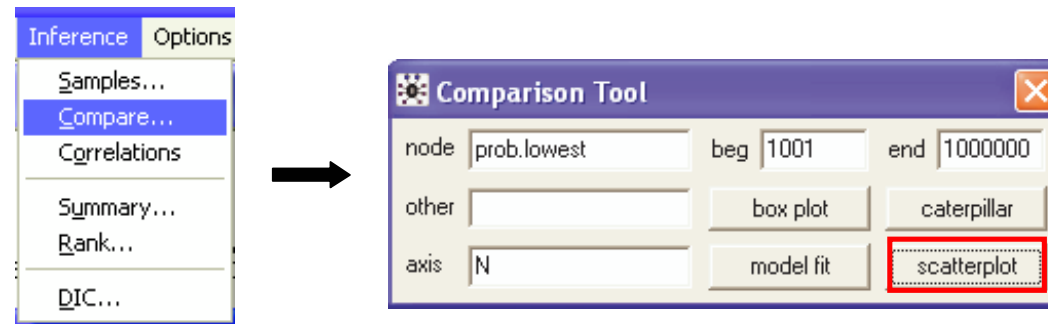 Inference Options
Samples...
Compare...
Correlations
Summary...
Rank...
DIC...
Comparison Tool
node prob.lowest beg 1001 end 1000000
other box plot caterpillar
axis N model fit scatterplot